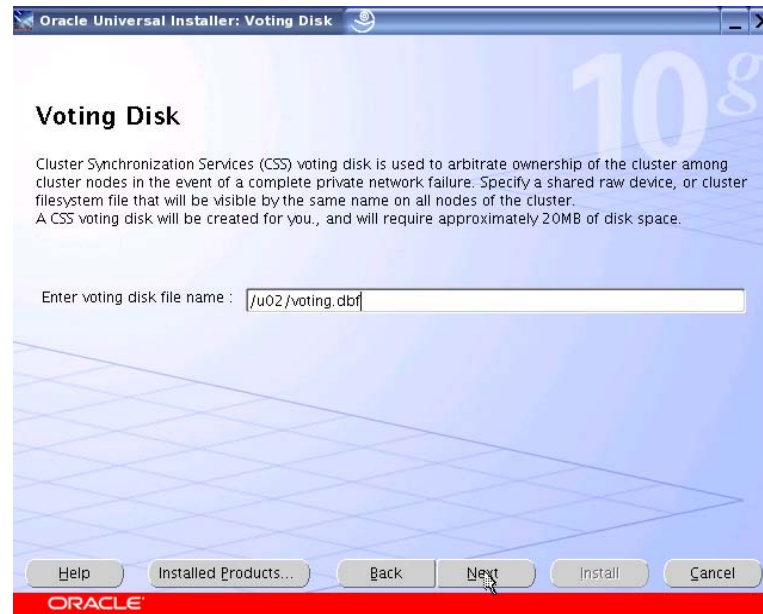 Oracle Universal Installer: Voting Disk
10g
Voting Disk
Cluster Synchronization Services (CSS) voting disk is used to arbitrate ownership of the cluster among
cluster nodes in the event of a complete private network failure. Specify a shared raw device, or cluster
filesystem file that will be visible by the same name on all nodes of the cluster.
A CSS voting disk will be created for you., and will require approximately 20MB of disk space.
Enter voting disk file name : /u02/voting.dbf
Help Installed Products... Back Next Install Cancel
ORACLE